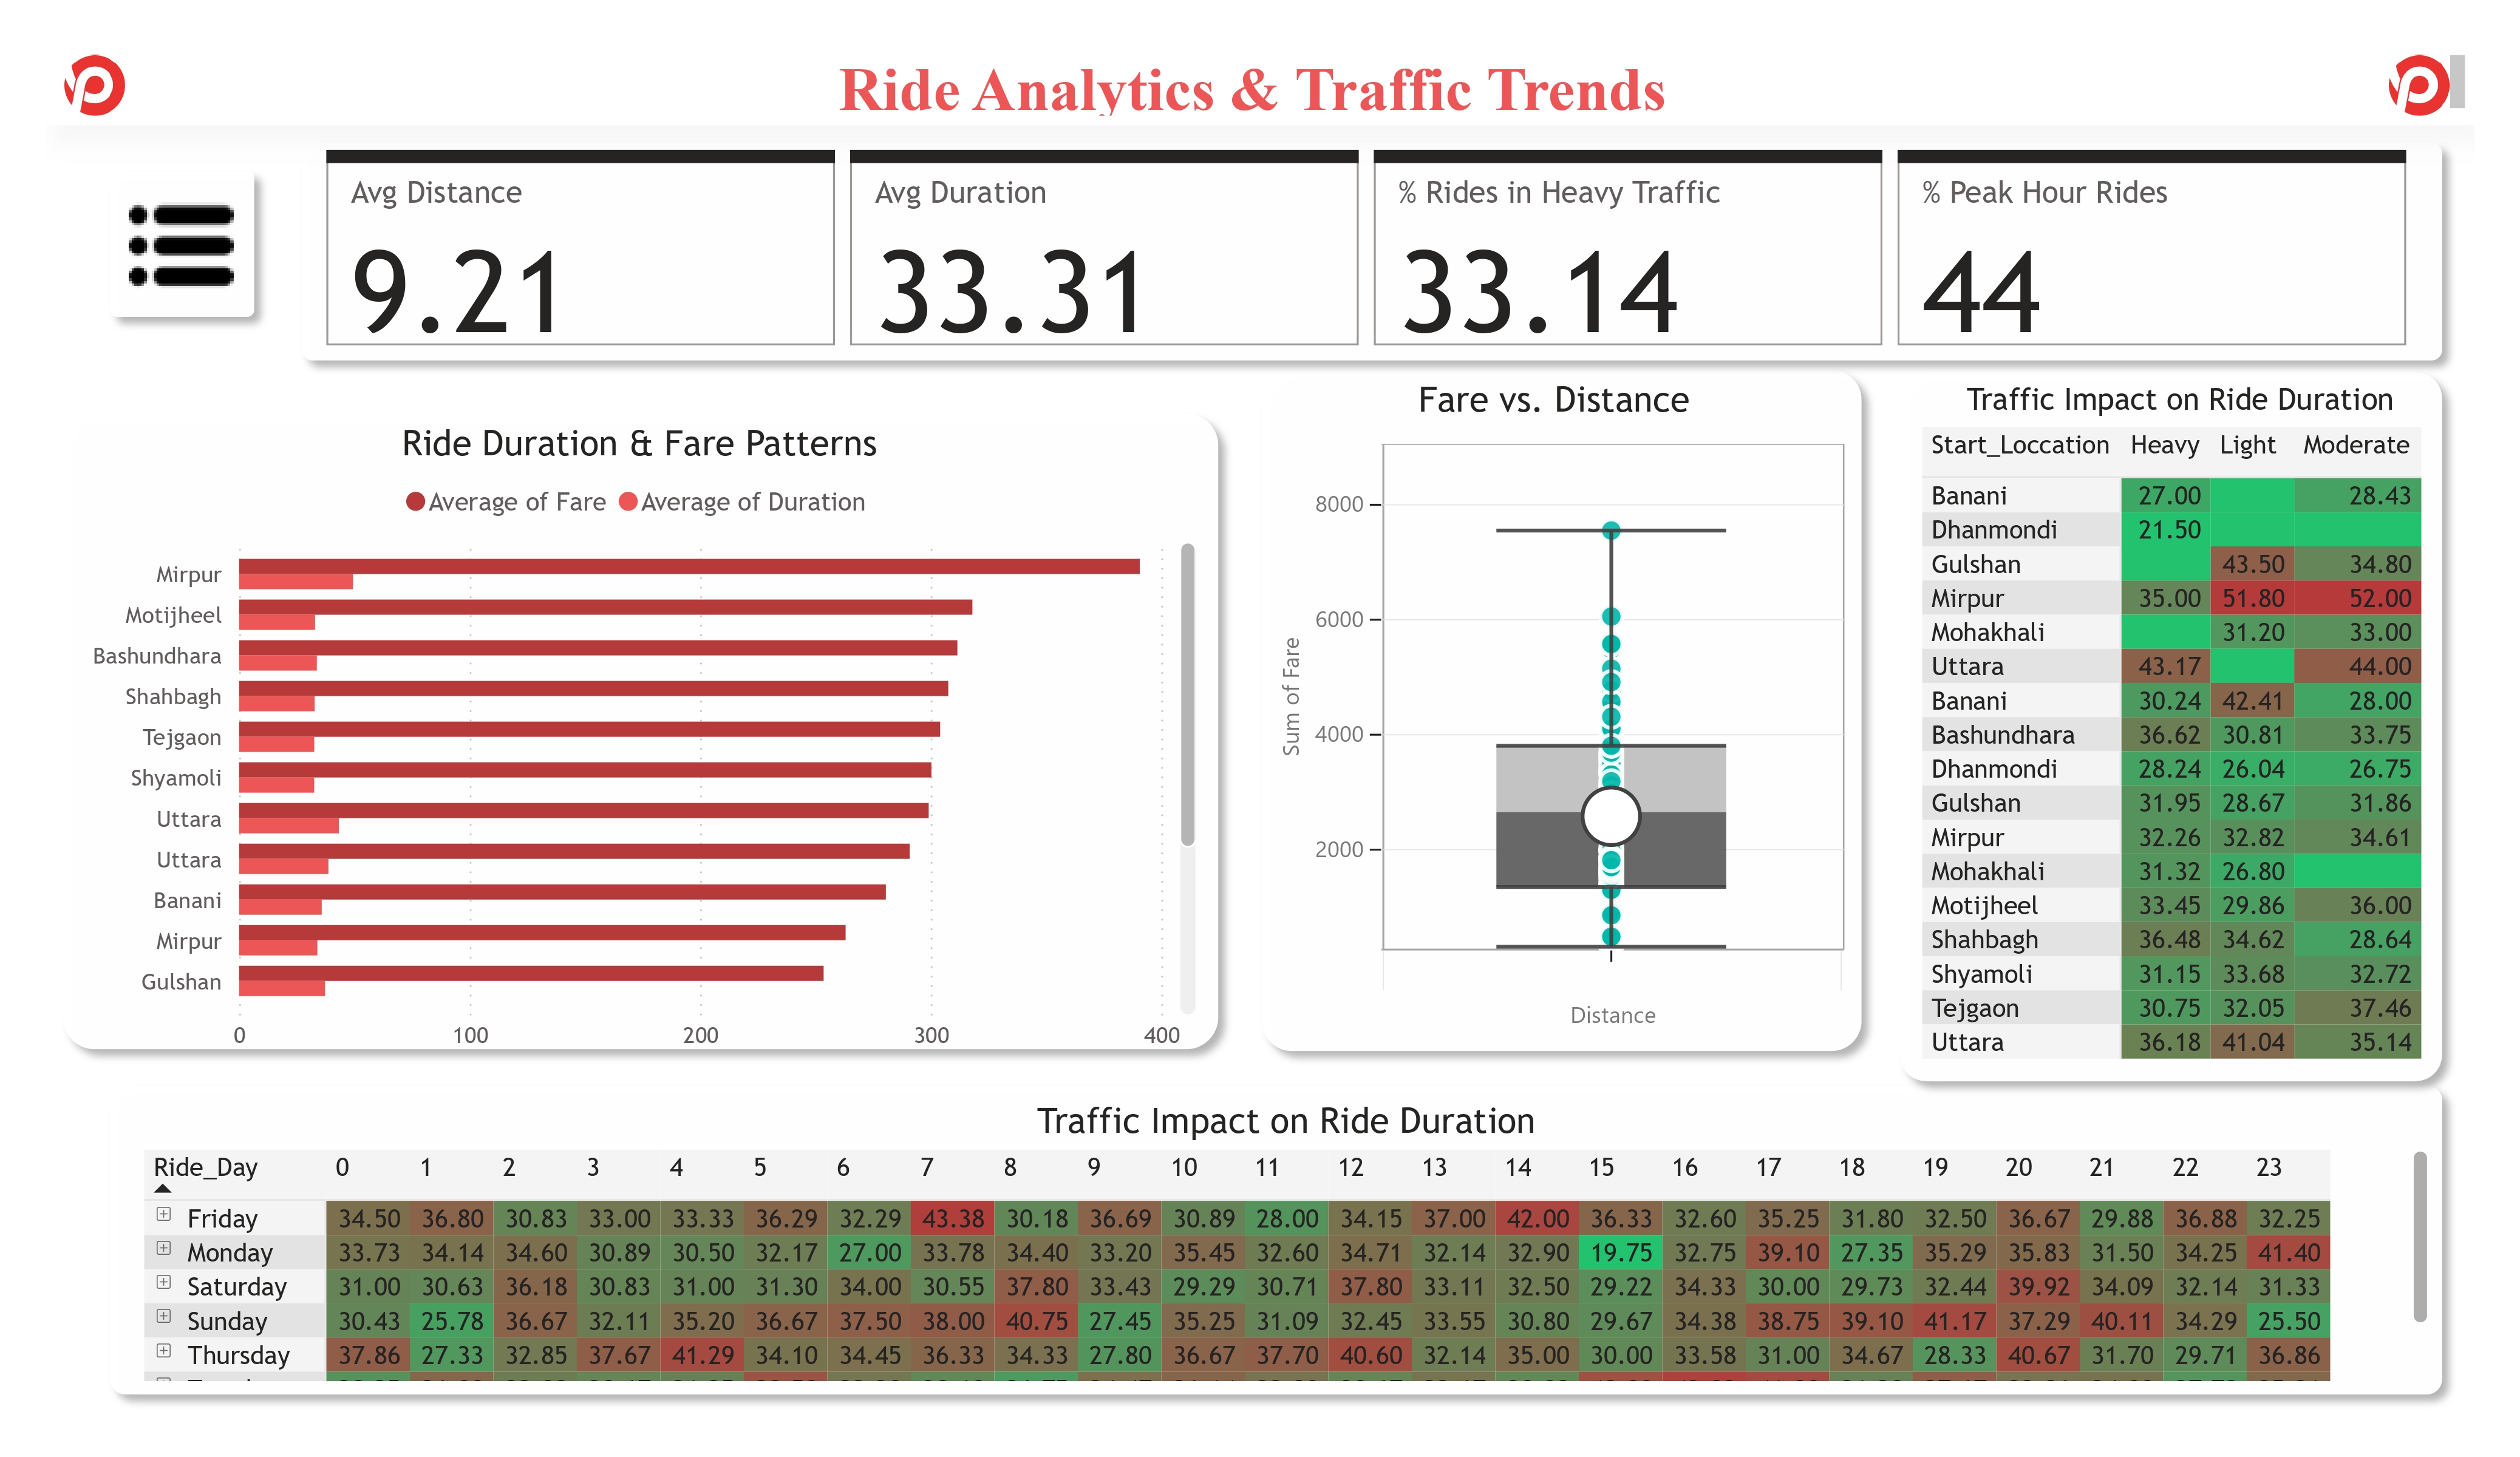 Ride Analytics & Traffic Trends
Avg Distance
9.21
Avg Duration
33.31
% Rides in Heavy Traffic
33.14
% Peak Hour Rides
44
Ride Duration & Fare Patterns
Average of Fare Average of Duration
Mirpur
Motijheel
Bashundhara
Shahbagh
Tejgaon
Shyamoli
Uttara
Uttara
Banani
Mirpur
Gulshan
0 100 200 300 400
Fare vs. Distance
Sum of Fare
8000
6000
4000
2000
Distance
Traffic Impact on Ride Duration
Start_Loccation Heavy Light Moderate
Banani 27.00 28.43
Dhanmondi 21.50
Gulshan 43.50 34.80
Mirpur 35.00 51.80 52.00
Mohakhali 31.20 33.00
Uttara 43.17 44.00
Banani 30.24 42.41 28.00
Bashundhara 36.62 30.81 33.75
Dhanmondi 28.24 26.04 26.75
Gulshan 31.95 28.67 31.86
Mirpur 32.26 32.82 34.61
Mohakhali 31.32 26.80
Motijheel 33.45 29.86 36.00
Shahbagh 36.48 34.62 28.64
Shyamoli 31.15 33.68 32.72
Tejgaon 30.75 32.05 37.46
Uttara 36.18 41.04 35.14
Traffic Impact on Ride Duration
Ride_Day 0 1 2 3 4 5 6 7 8 9 10 11 12 13 14 15 16 17 18 19 20 21 22 23
Friday 34.50 36.80 30.83 33.00 33.33 36.29 32.29 43.38 30.18 36.69 30.89 28.00 34.15 37.00 42.00 36.33 32.60 35.25 31.80 32.50 36.67 29.88 36.88 32.25
Monday 33.73 34.14 34.60 30.89 30.50 32.17 27.00 33.78 34.40 33.20 35.45 32.60 34.71 32.14 32.90 19.75 32.75 39.10 27.35 35.29 35.83 31.50 34.25 41.40
Saturday 31.00 30.63 36.18 30.83 31.00 31.30 34.00 30.55 37.80 33.43 29.29 30.71 37.80 33.11 32.50 29.22 34.33 30.00 29.73 32.44 39.92 34.09 32.14 31.33
Sunday 30.43 25.78 36.67 32.11 35.20 36.67 37.50 38.00 40.75 27.45 35.25 31.09 32.45 33.55 30.80 29.67 34.38 38.75 39.10 41.17 37.29 40.11 34.29 25.50
Thursday 37.86 27.33 32.85 37.67 41.29 34.10 34.45 36.33 34.33 27.80 36.67 37.70 40.60 32.14 35.00 30.00 33.58 31.00 34.67 28.33 40.67 31.70 29.71 36.86